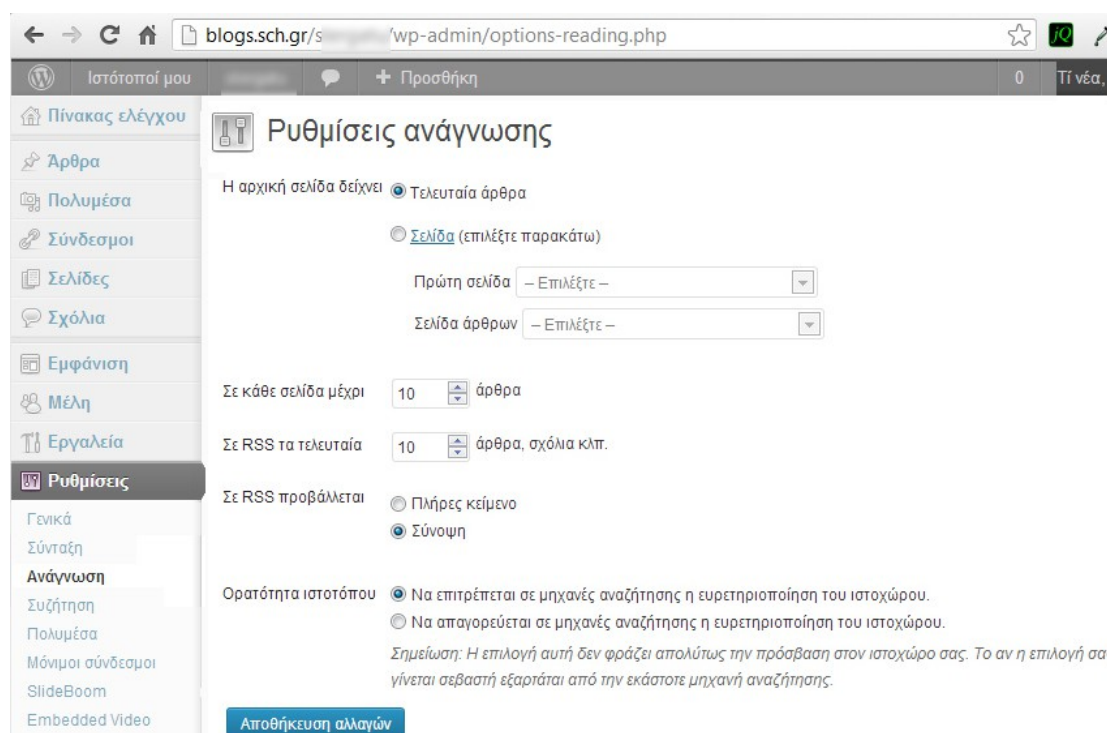 blogs.sch.gr/s /wp-admin/options-reading.php
jQ
Ιστότοποί μου + Προσθήκη 0 Τί νέα,
Πίνακας ελέγχου
Άρθρα
Πολυμέσα
Σύνδεσμοι
Σελίδες
Σχόλια
Εμφάνιση
Μέλη
Εργαλεία
Ρυθμίσεις
Γενικά
Σύνταξη
Ανάγνωση
Συζήτηση
Πολυμέσα
Μόνιμοι σύνδεσμοι
SlideBoom
Embedded Video
Ρυθμίσεις ανάγνωσης
Η αρχική σελίδα δείχνει Τελευταία άρθρα
Σελίδα (επιλέξτε παρακάτω)
Πρώτη σελίδα – Επιλέξτε –
Σελίδα άρθρων – Επιλέξτε –
Σε κάθε σελίδα μέχρι 10 άρθρα
Σε RSS τα τελευταία 10 άρθρα, σχόλια κλπ.
Σε RSS προβάλλεται Πλήρες κείμενο
Σύνοψη
Ορατότητα ιστοτόπου Να επιτρέπεται σε μηχανές αναζήτησης η ευρετηριοποίηση του ιστοχώρου.
Να απαγορεύεται σε μηχανές αναζήτησης η ευρετηριοποίηση του ιστοχώρου.
Σημείωση: Η επιλογή αυτή δεν φράζει απολύτως την πρόσβαση στον ιστοχώρο σας. Το αν η επιλογή σα
γίνεται σεβαστή εξαρτάται από την εκάστοτε μηχανή αναζήτησης.
Αποθήκευση αλλαγών